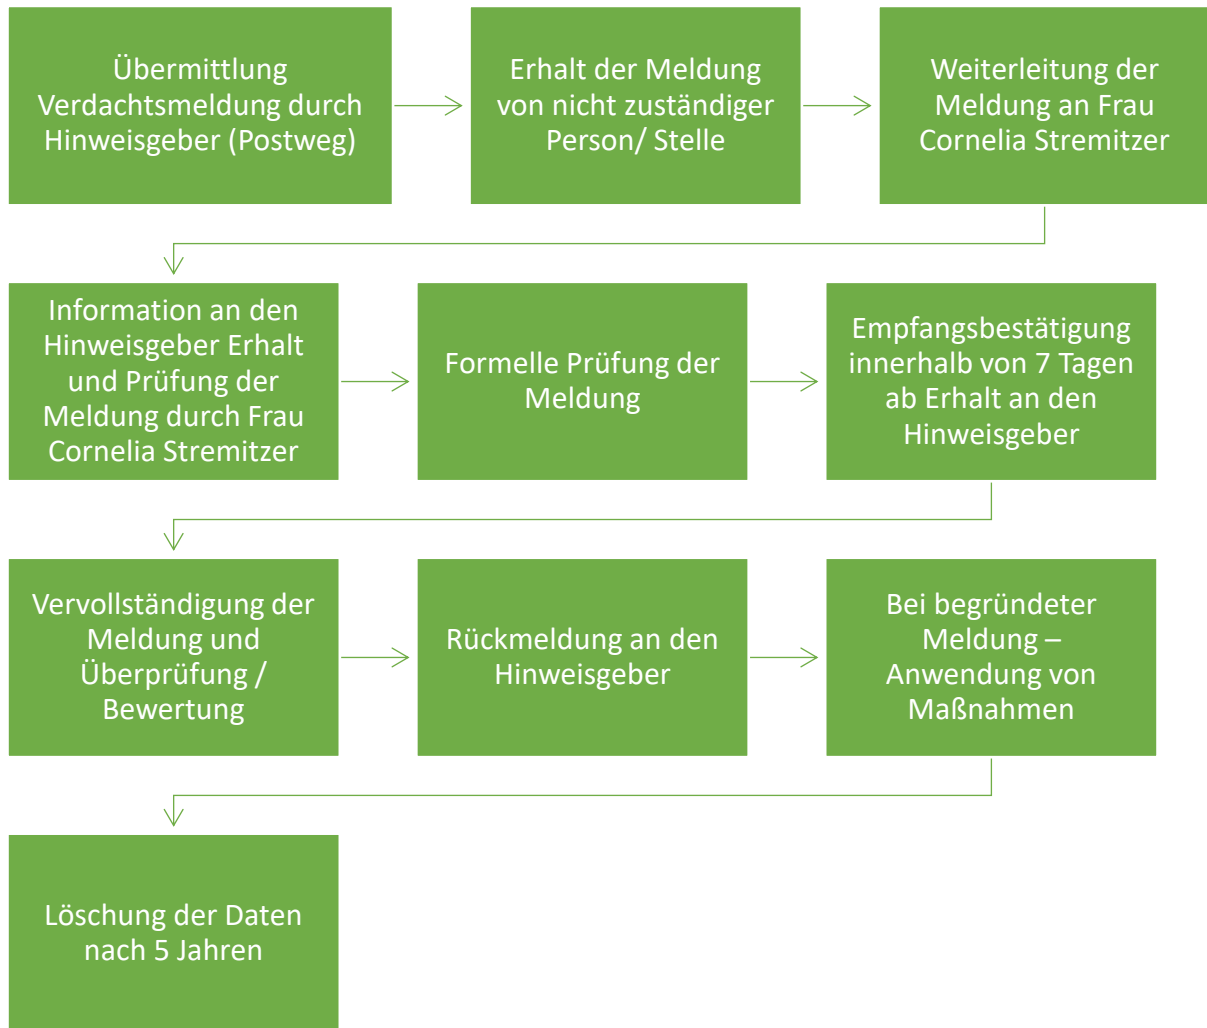 Übermittlung
Verdachtsmeldung durch
Hinweisgeber (Postweg)
Erhalt der Meldung
von nicht zuständiger
Person/ Stelle
Weiterleitung der
Meldung an Frau
Cornelia Stremitzer
Information an den
Hinweisgeber Erhalt
und Prüfung der
Meldung durch Frau
Cornelia Stremitzer
Formelle Prüfung der
Meldung
Empfangsbestätigung
innerhalb von 7 Tagen
ab Erhalt an den
Hinweisgeber
Vervollständigung der
Meldung und
Überprüfung /
Bewertung
Rückmeldung an den
Hinweisgeber
Bei begründeter
Meldung –
Anwendung von
Maßnahmen
Löschung der Daten
nach 5 Jahren